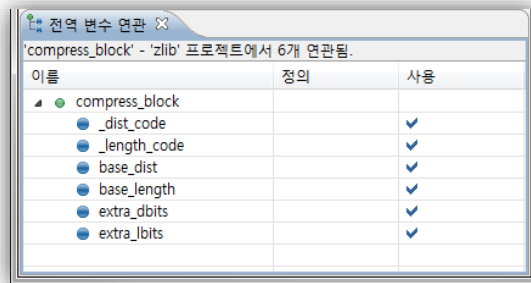 전역 변수 연관
'compress_block' - 'zlib' 프로젝트에서 6개 연관됨.
이름 정의 사용
compress_block
_dist_code
_length_code
base_dist
base_length
extra_dbits
extra_lbits